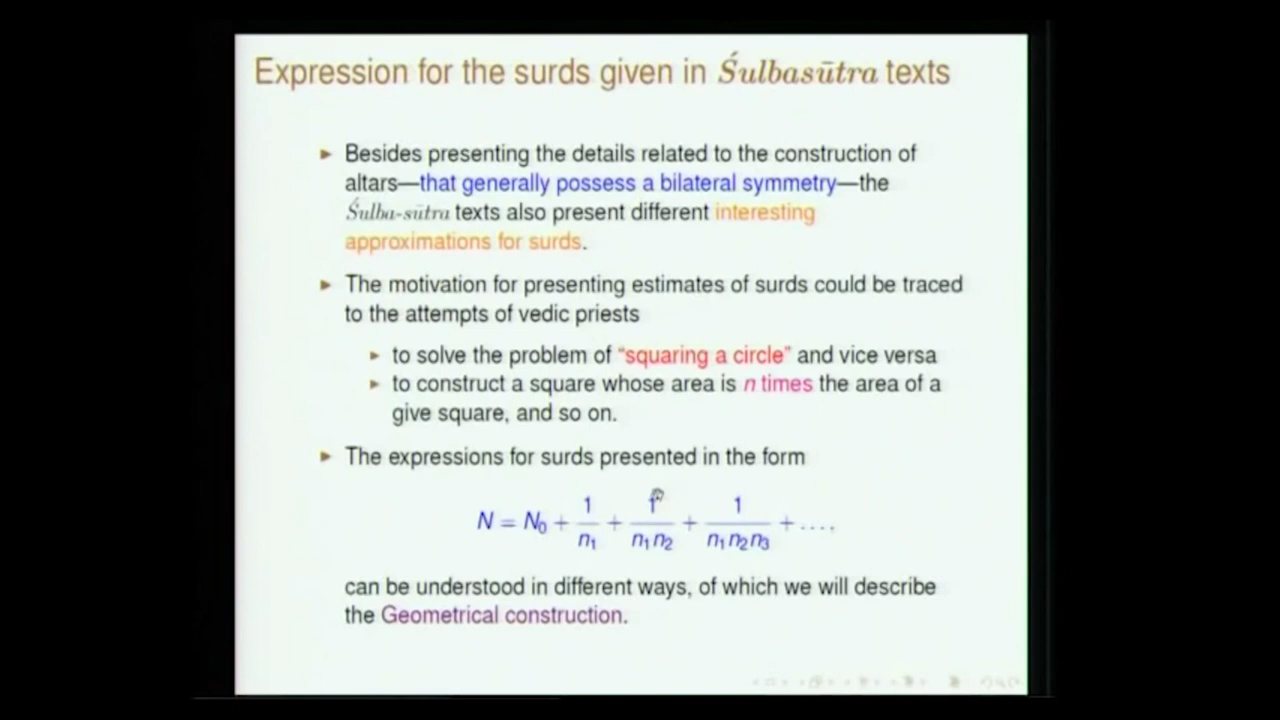 Expression for the surds given in Śulbasūtra texts
► Besides presenting the details related to the construction of
altars—that generally possess a bilateral symmetry—the
Śulba-sūtra texts also present different interesting
approximations for surds.
► The motivation for presenting estimates of surds could be traced
to the attempts of vedic priests
► to solve the problem of “squaring a circle” and vice versa
► to construct a square whose area is n times the area of a
give square, and so on.
► The expressions for surds presented in the form
N = N₀ + 1/n₁ + 1/n₁n₂ + 1/n₁n₂n₃ + ....
can be understood in different ways, of which we will describe
the Geometrical construction.